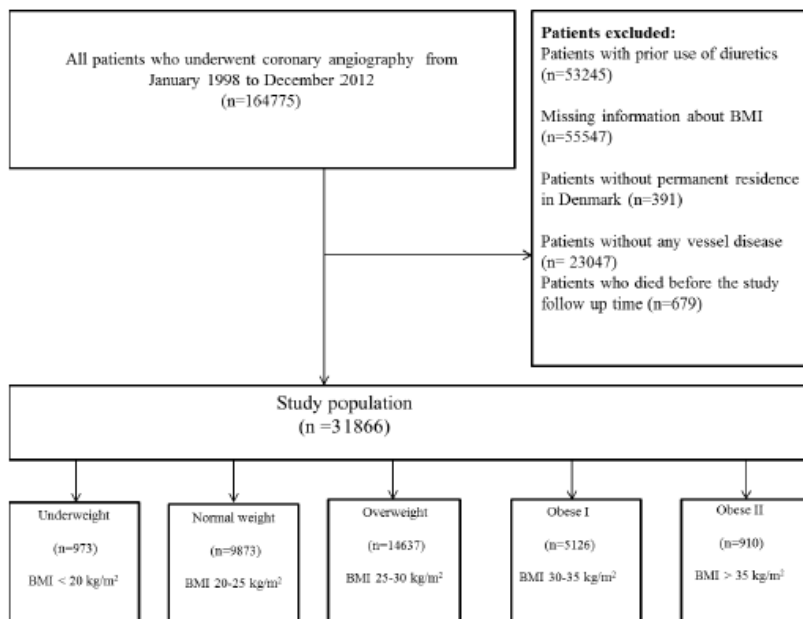 All patients who underwent coronary angiography from
January 1998 to December 2012
(n=164775)
Patients excluded:
Patients with prior use of diuretics
(n=53245)
Missing information about BMI
(n=55547)
Patients without permanent residence
in Denmark (n=391)
Patients without any vessel disease
(n= 23047)
Patients who died before the study
follow up time (n=679)
Study population
(n =31866)
Underweight
(n=973)
BMI < 20 kg/m²
Normal weight
(n=9873)
BMI 20-25 kg/m²
Overweight
(n=14637)
BMI 25-30 kg/m²
Obese I
(n=5126)
BMI 30-35 kg/m²
Obese II
(n=910)
BMI > 35 kg/m²